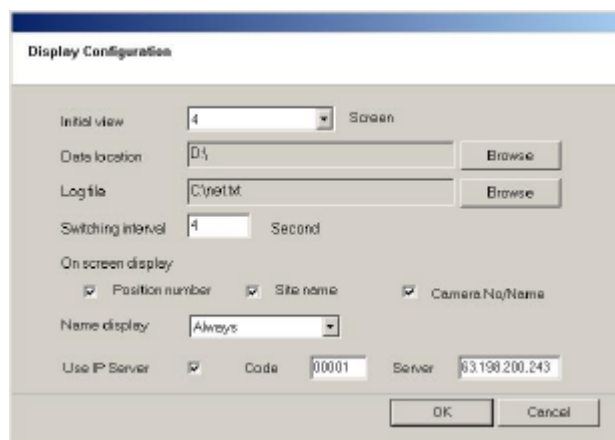 Display Configuration
Initial view 4 Screen
Data location D:\ Browse
Log file C:\net.txt Browse
Switching interval 4 Second
On screen display
Position number Site name Camera No/Name
Name display Always
Use IP Server Code 00001 Server 63.198.200.243
OK Cancel